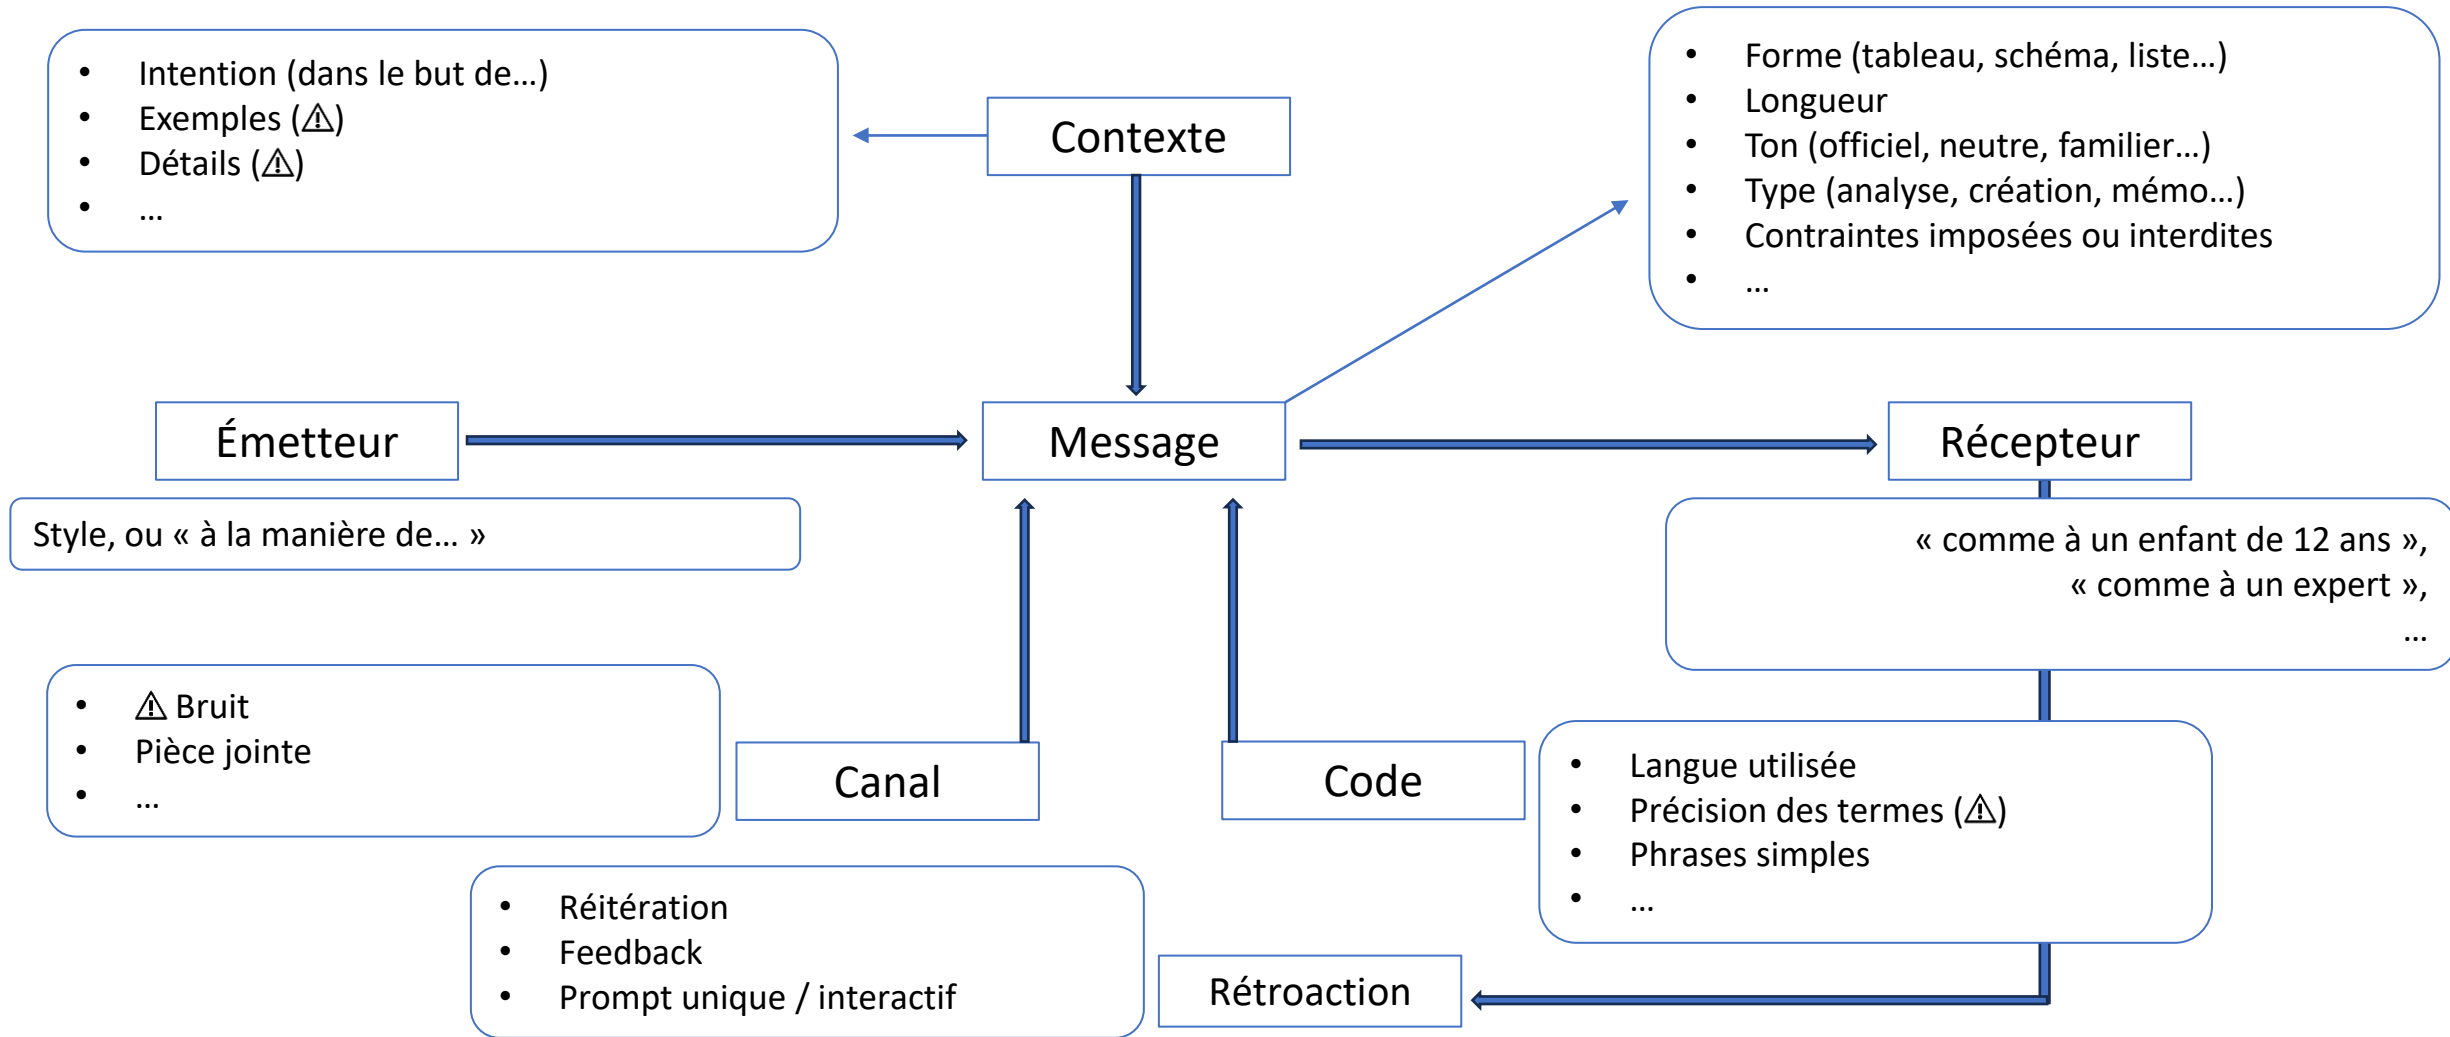 • Intention (dans le but de…)
• Exemples (⚠)
• Détails (⚠)
• …
Contexte
• Forme (tableau, schéma, liste…)
• Longueur
• Ton (officiel, neutre, familier…)
• Type (analyse, création, mémo…)
• Contraintes imposées ou interdites
• …
Émetteur
Message
Récepteur
Style, ou « à la manière de… »
« comme à un enfant de 12 ans »,
« comme à un expert »,
…
• ⚠ Bruit
• Pièce jointe
• …
Canal
Code
• Langue utilisée
• Précision des termes (⚠)
• Phrases simples
• …
• Réitération
• Feedback
• Prompt unique / interactif
Rétroaction